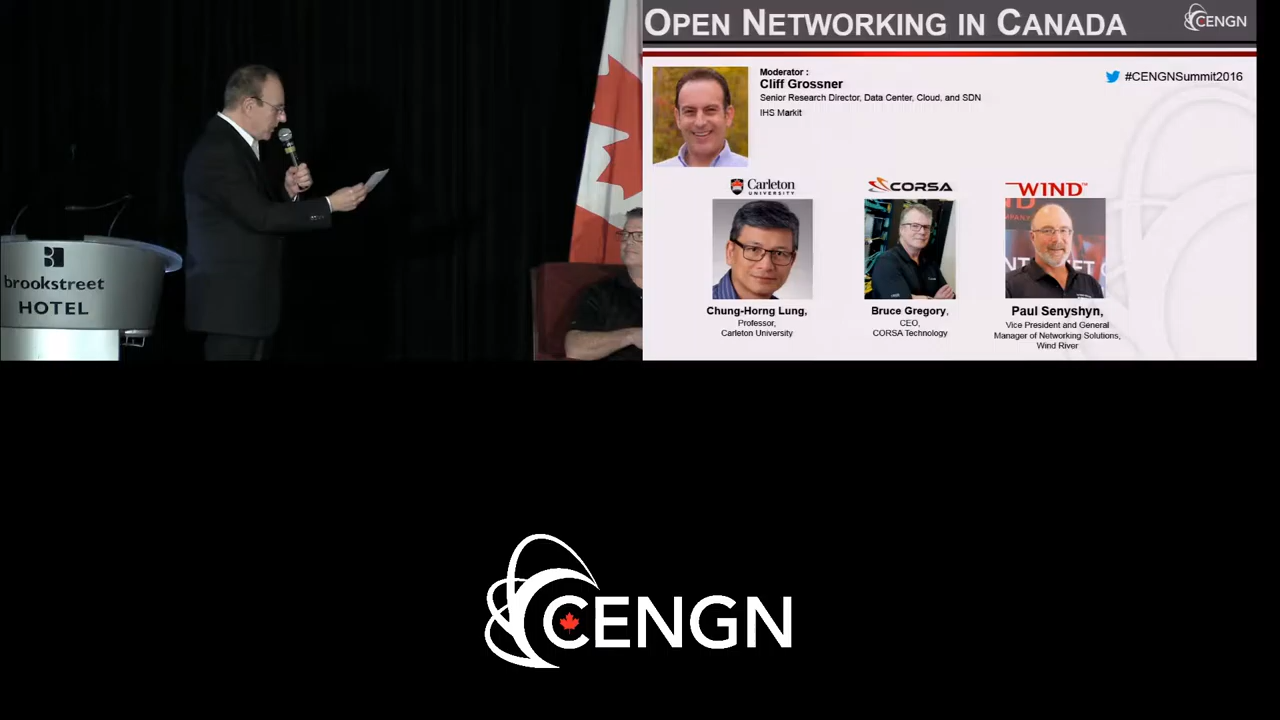 brookstreet
HOTEL
OPEN NETWORKING IN CANADA
CENGN
Moderator :
Cliff Grossner
Senior Research Director, Data Center, Cloud, and SDN
IHS Markit
#CENGNSummit2016
Carleton
UNIVERSITY
CORSA
WIND
Chung-Horng Lung,
Professor,
Carleton University
Bruce Gregory,
CEO,
CORSA Technology
Paul Senyshyn,
Vice President and General
Manager of Networking Solutions,
Wind River
CENGN